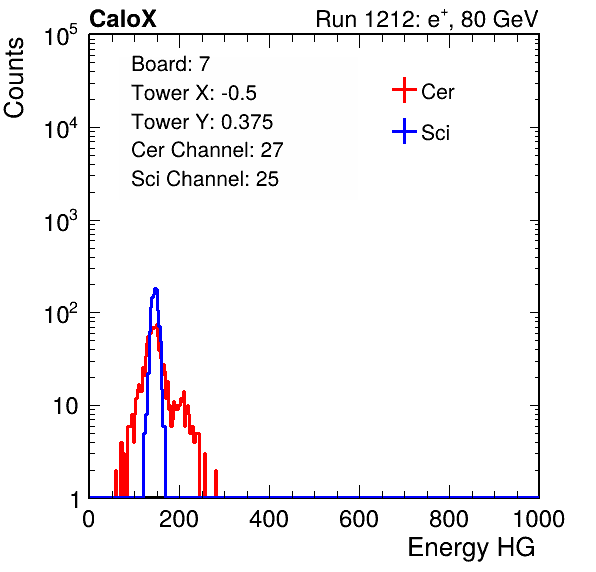 CaloX Run 1212: e⁺, 80 GeV
Counts
Board: 7
Tower X: -0.5
Tower Y: 0.375
Cer Channel: 27
Sci Channel: 25
Cer
Sci
10⁵
10⁴
10³
10²
10
1
0 200 400 600 800 1000
Energy HG